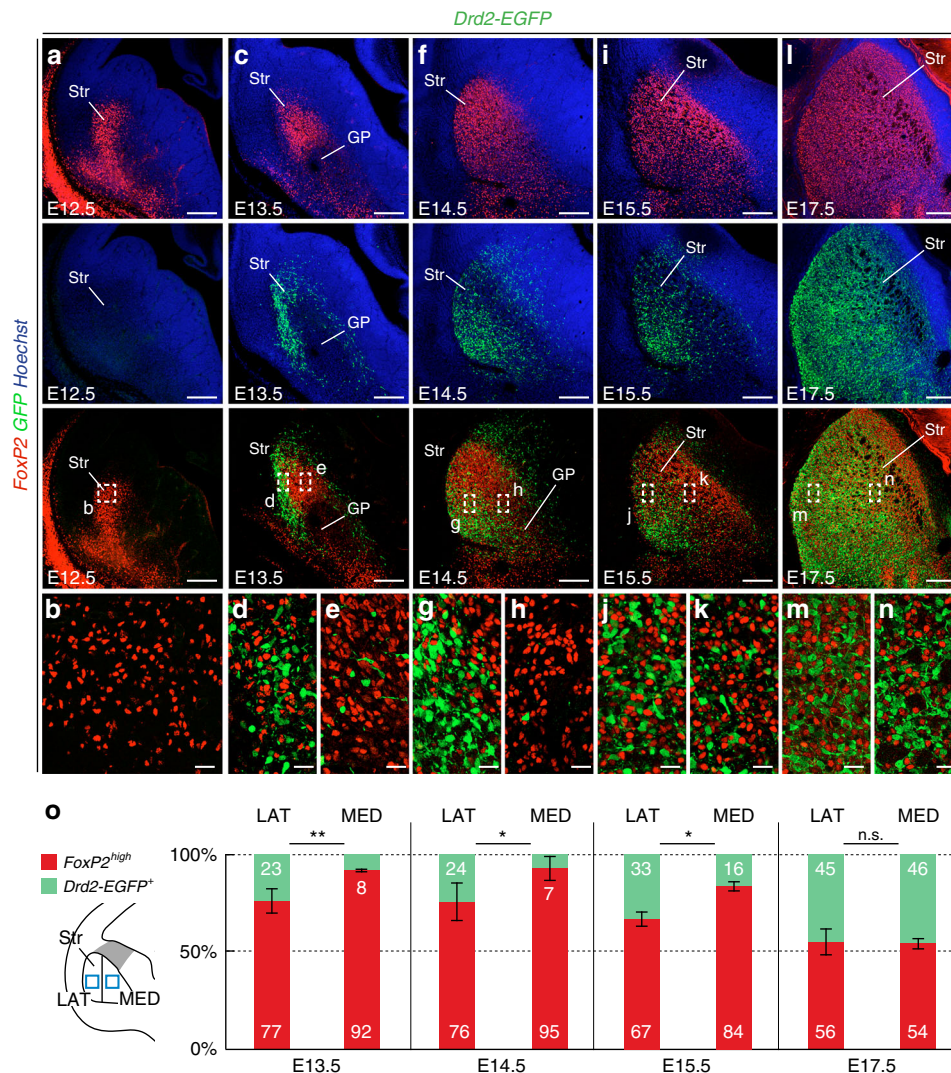 Drd2-EGFP
a c f i l
Str Str Str Str Str
GP
E12.5 E13.5 E14.5 E15.5 E17.5
FoxP2 GFP Hoechst
Str Str Str Str Str
GP
E12.5 E13.5 E14.5 E15.5 E17.5
Str Str Str Str Str
b d e g h j k m n
GP GP
E12.5 E13.5 E14.5 E15.5 E17.5
b d e g h j k m n
o
LAT MED LAT MED LAT MED LAT MED
** * * n.s.
FoxP2high
Drd2-EGFP+
100%
23 8 24 7 33 16 45 46
Str
50%
LAT MED
77 92 76 95 67 84 56 54
0%
E13.5 E14.5 E15.5 E17.5